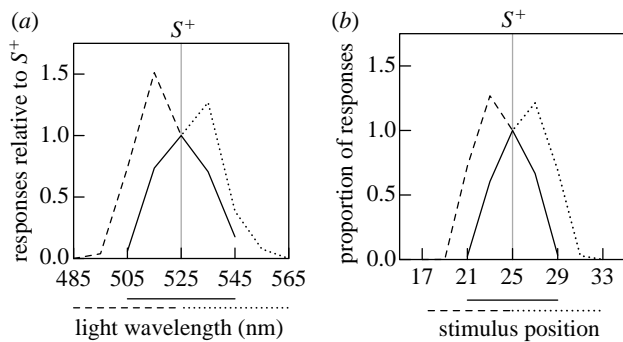 (a)
S+
responses relative to S+
1.5
1.0
0.5
0.0
485 505 525 545 565
light wavelength (nm)
(b)
S+
proportion of responses
1.5
1.0
0.5
0.0
17 21 25 29 33
stimulus position